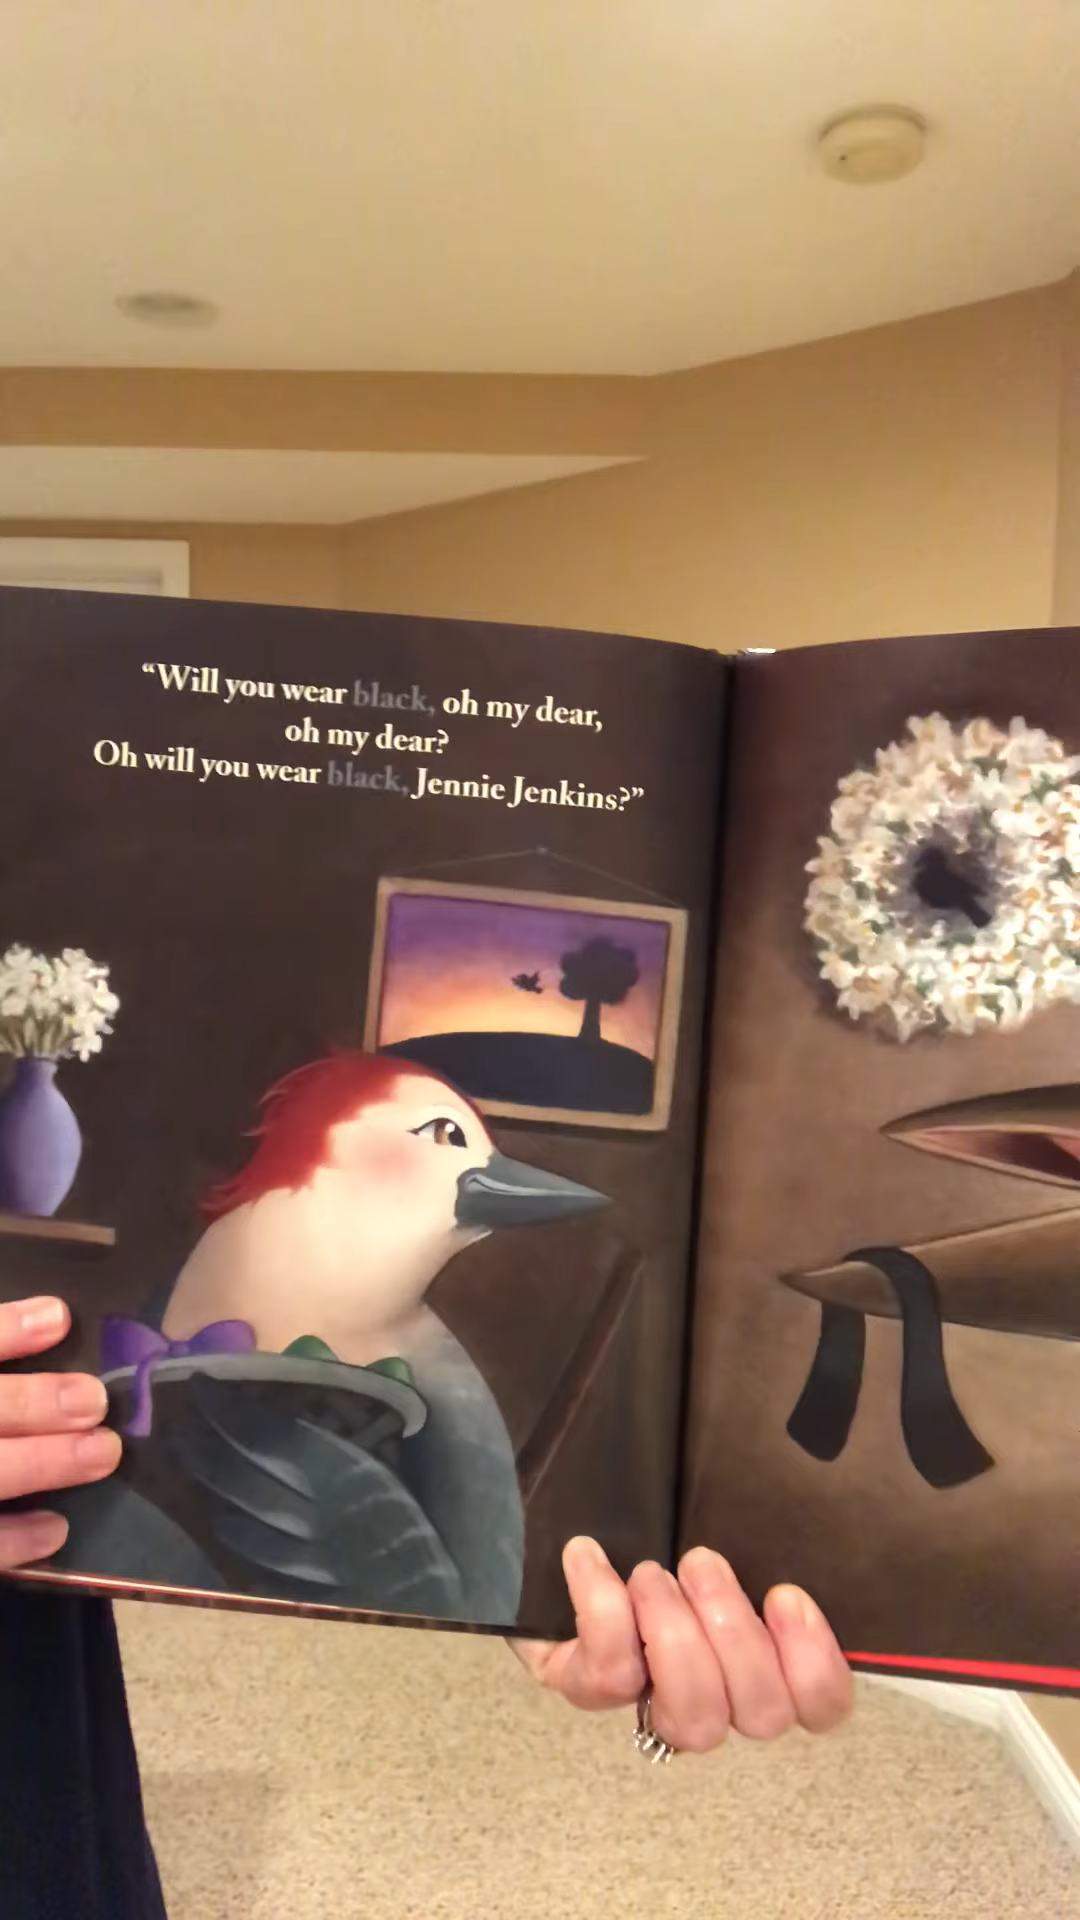 “Will you wear black, oh my dear,
oh my dear?
Oh will you wear black, Jennie Jenkins?”